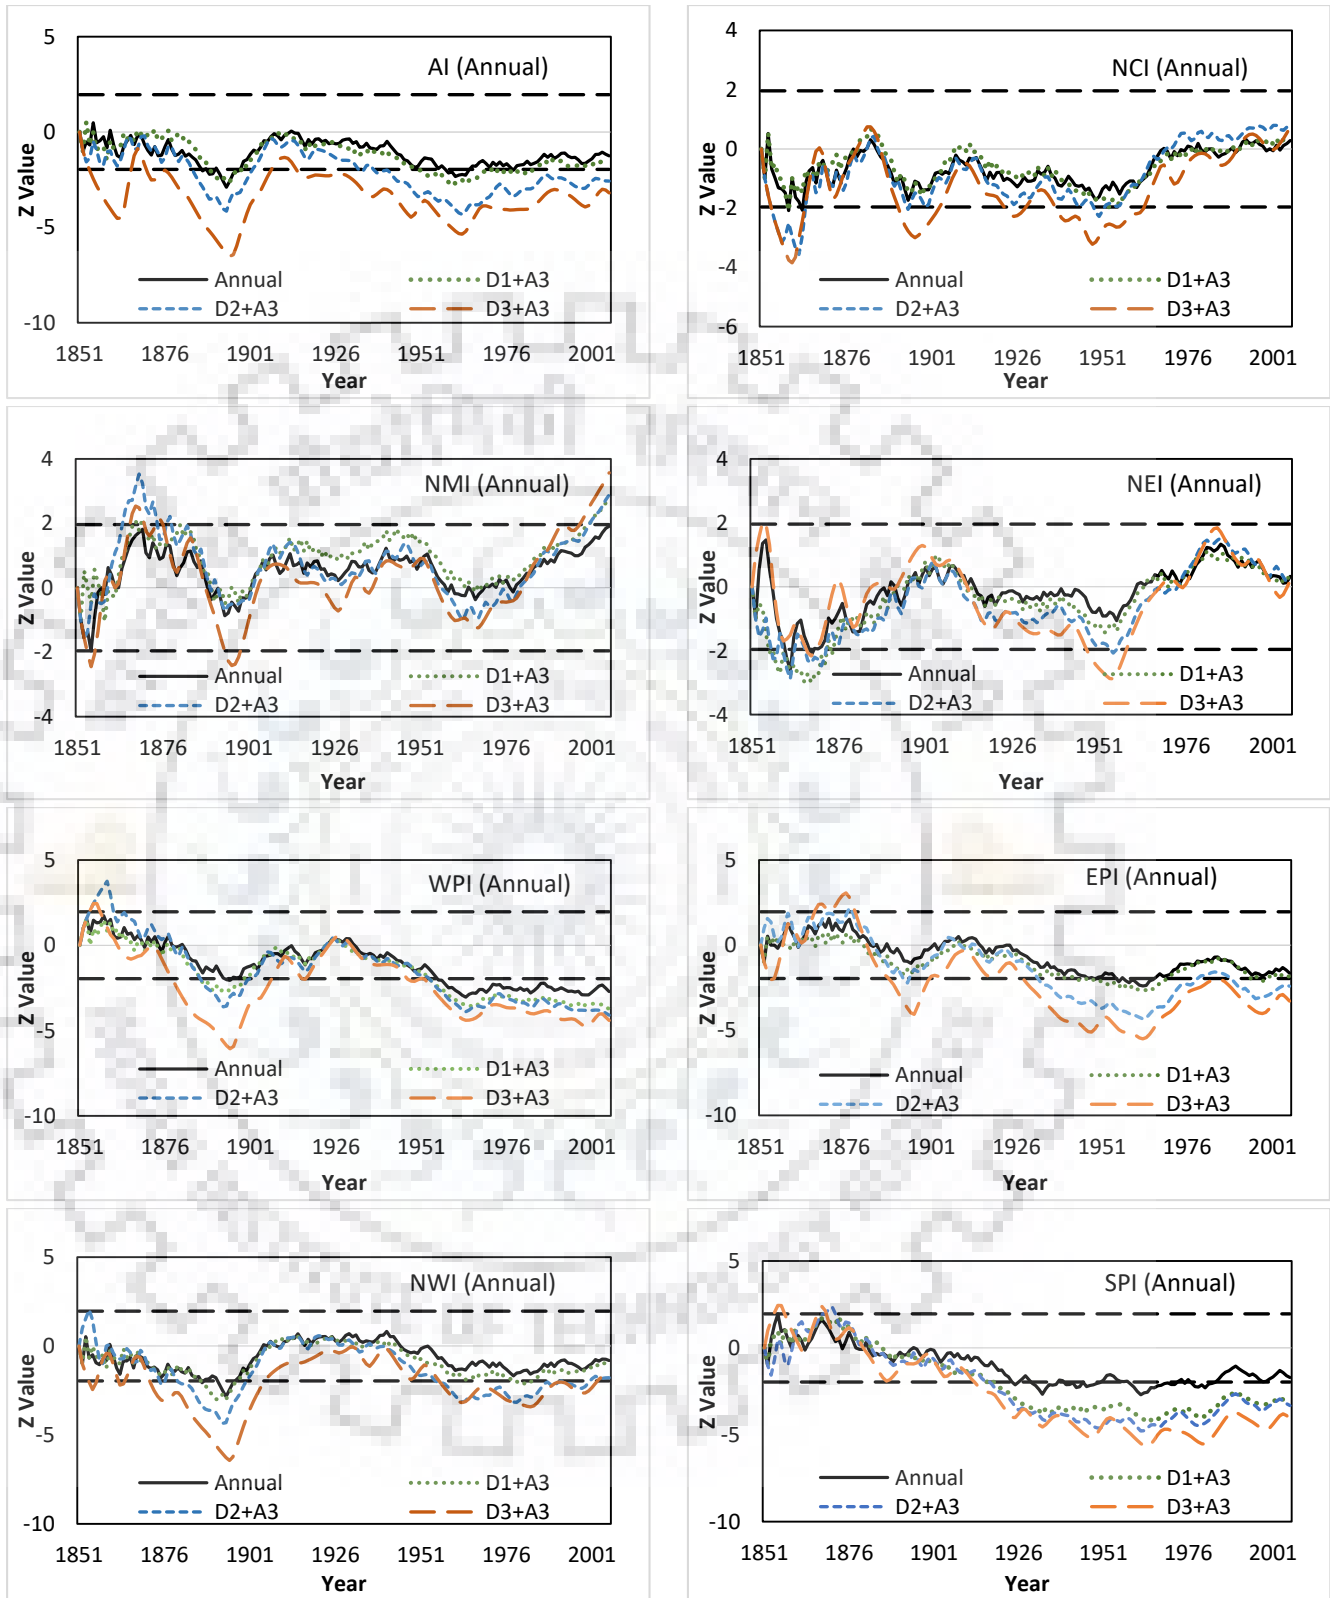 AI (Annual)
5
0
-5
-10
Z Value
Annual
D1+A3
D2+A3
D3+A3
1851 1876 1901 1926 1951 1976 2001
Year
NCI (Annual)
4
2
0
-2
-4
-6
Z Value
Annual
D1+A3
D2+A3
D3+A3
1851 1876 1901 1926 1951 1976 2001
Year
NMI (Annual)
4
2
0
-2
-4
Z Value
Annual
D1+A3
D2+A3
D3+A3
1851 1876 1901 1926 1951 1976 2001
Year
NEI (Annual)
4
2
0
-2
-4
Z Value
Annual
D1+A3
D2+A3
D3+A3
1851 1876 1901 1926 1951 1976 2001
Year
WPI (Annual)
5
0
-5
-10
Z Value
Annual
D1+A3
D2+A3
D3+A3
1851 1876 1901 1926 1951 1976 2001
Year
EPI (Annual)
5
0
-5
-10
Z Value
Annual
D1+A3
D2+A3
D3+A3
1851 1876 1901 1926 1951 1976 2001
Year
NWI (Annual)
5
0
-5
-10
Z Value
Annual
D1+A3
D2+A3
D3+A3
1851 1876 1901 1926 1951 1976 2001
Year
SPI (Annual)
5
0
-5
-10
Z Value
Annual
D1+A3
D2+A3
D3+A3
1851 1876 1901 1926 1951 1976 2001
Year